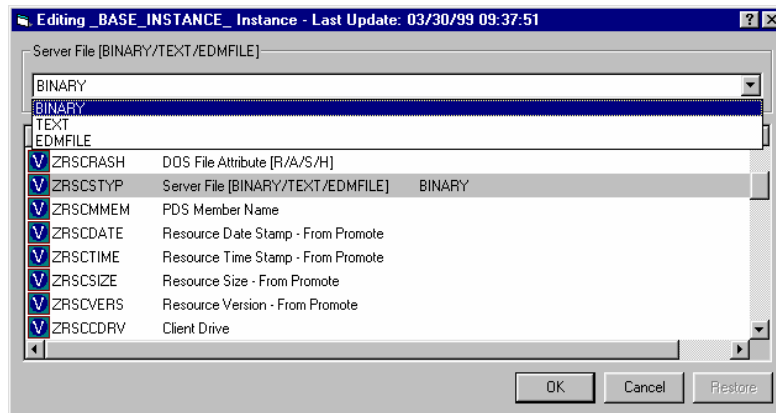 Editing _BASE_INSTANCE_ Instance - Last Update: 03/30/99 09:37:51
Server File [BINARY/TEXT/EDMFILE]
BINARY
BINARY
TEXT
EDMFILE
V ZRSCRASH DOS File Attribute [R/A/S/H]
V ZRSCSTYP Server File [BINARY/TEXT/EDMFILE] BINARY
V ZRSCMMEM PDS Member Name
V ZRSCDATE Resource Date Stamp - From Promote
V ZRSCTIME Resource Time Stamp - From Promote
V ZRSCSIZE Resource Size - From Promote
V ZRSCVERS Resource Version - From Promote
V ZRSCCDRV Client Drive
OK Cancel Restore